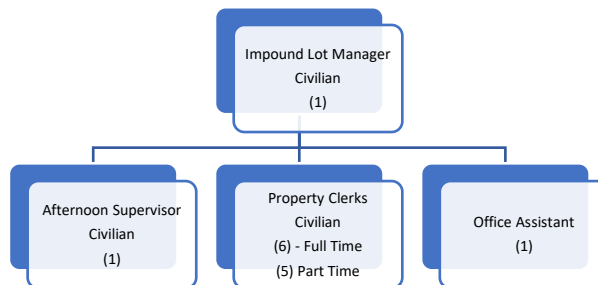 Impound Lot Manager
Civilian
(1)
Afternoon Supervisor
Civilian
(1)
Property Clerks
Civilian
(6) - Full Time
(5) Part Time
Office Assistant
(1)